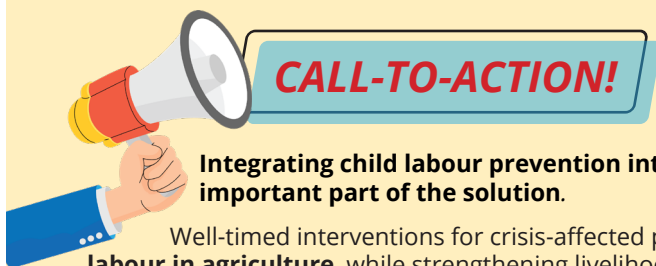 CALL-TO-ACTION!
Integrating child labour prevention
important part of the solution.
Well-timed interventions for crisis-affected
labour in agriculture, while strengthening